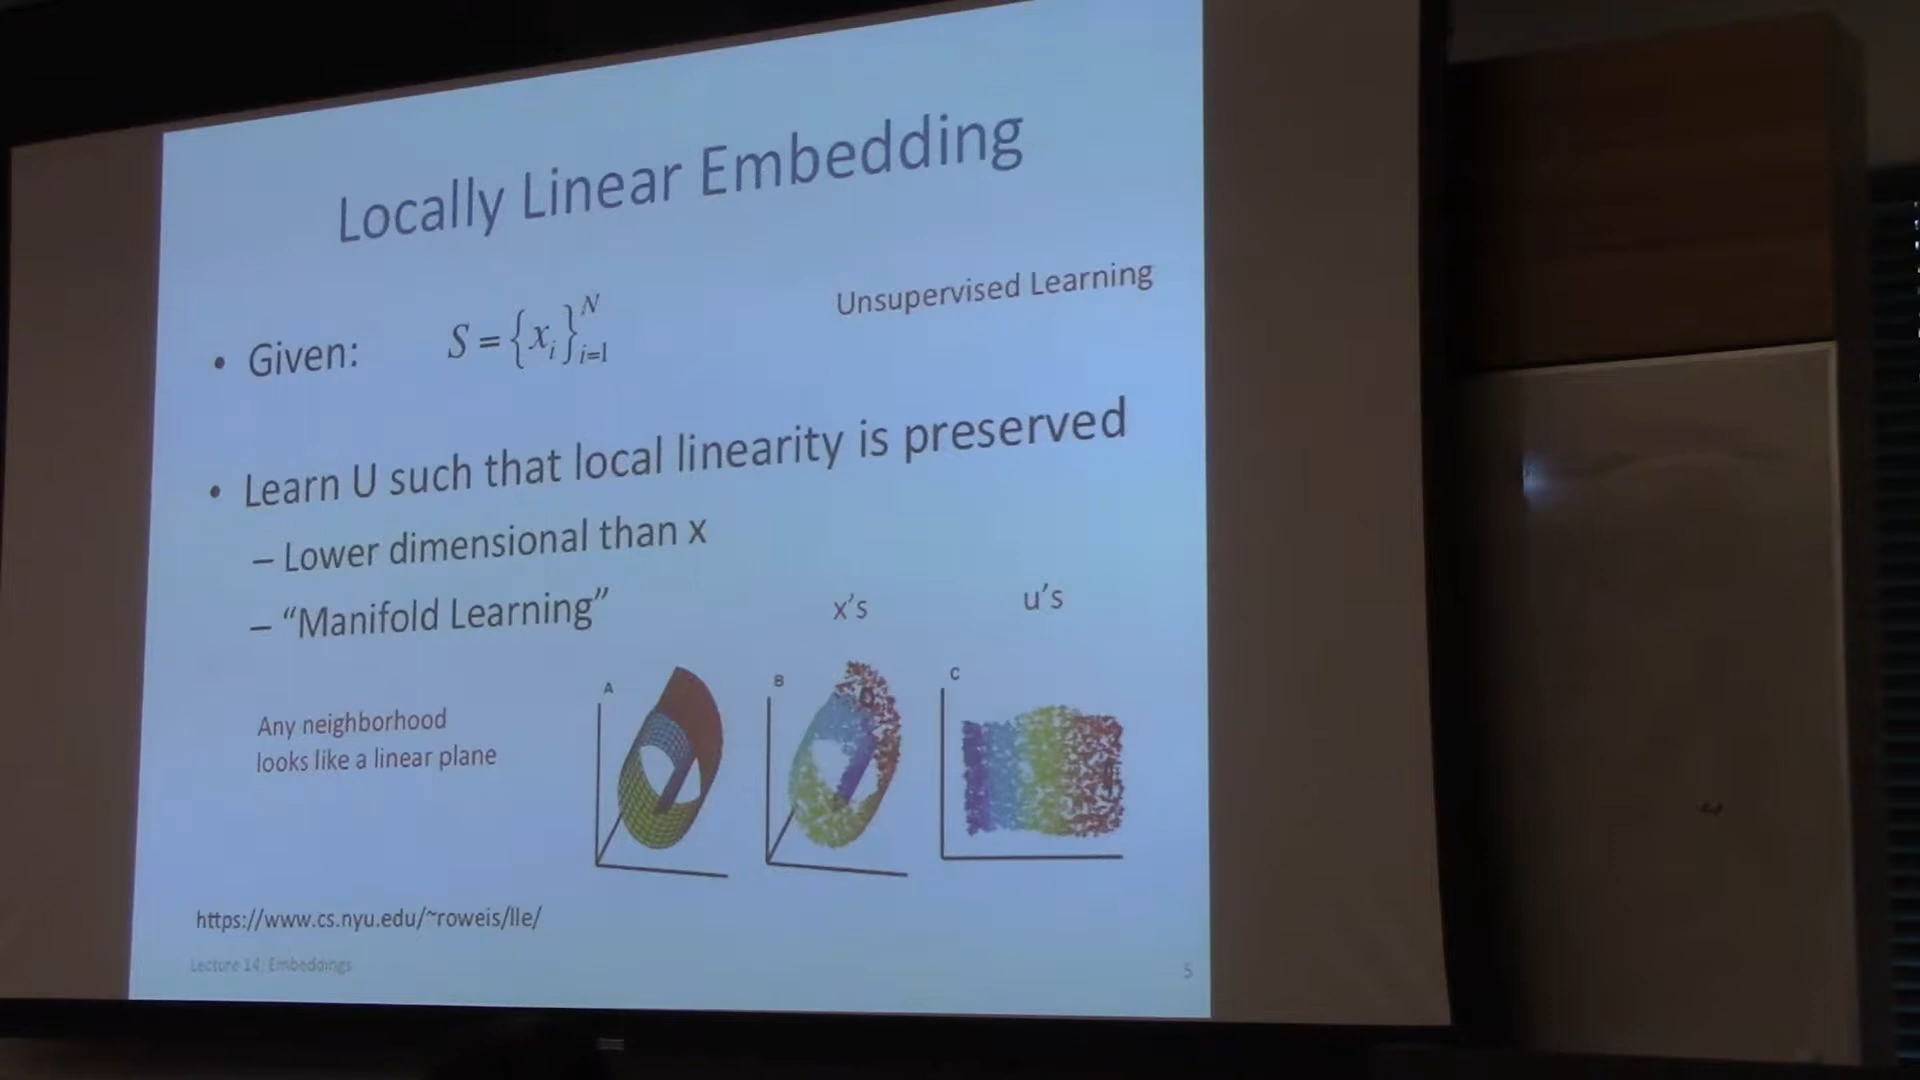 Locally Linear Embedding
Unsupervised Learning
• Given: S = {x_i}_{i=1}^N
• Learn U such that local linearity is preserved
– Lower dimensional than x
– “Manifold Learning”
x’s u’s
A B C
Any neighborhood
looks like a linear plane
https://www.cs.nyu.edu/~roweis/lle/
Lecture 14: Embeddings 5